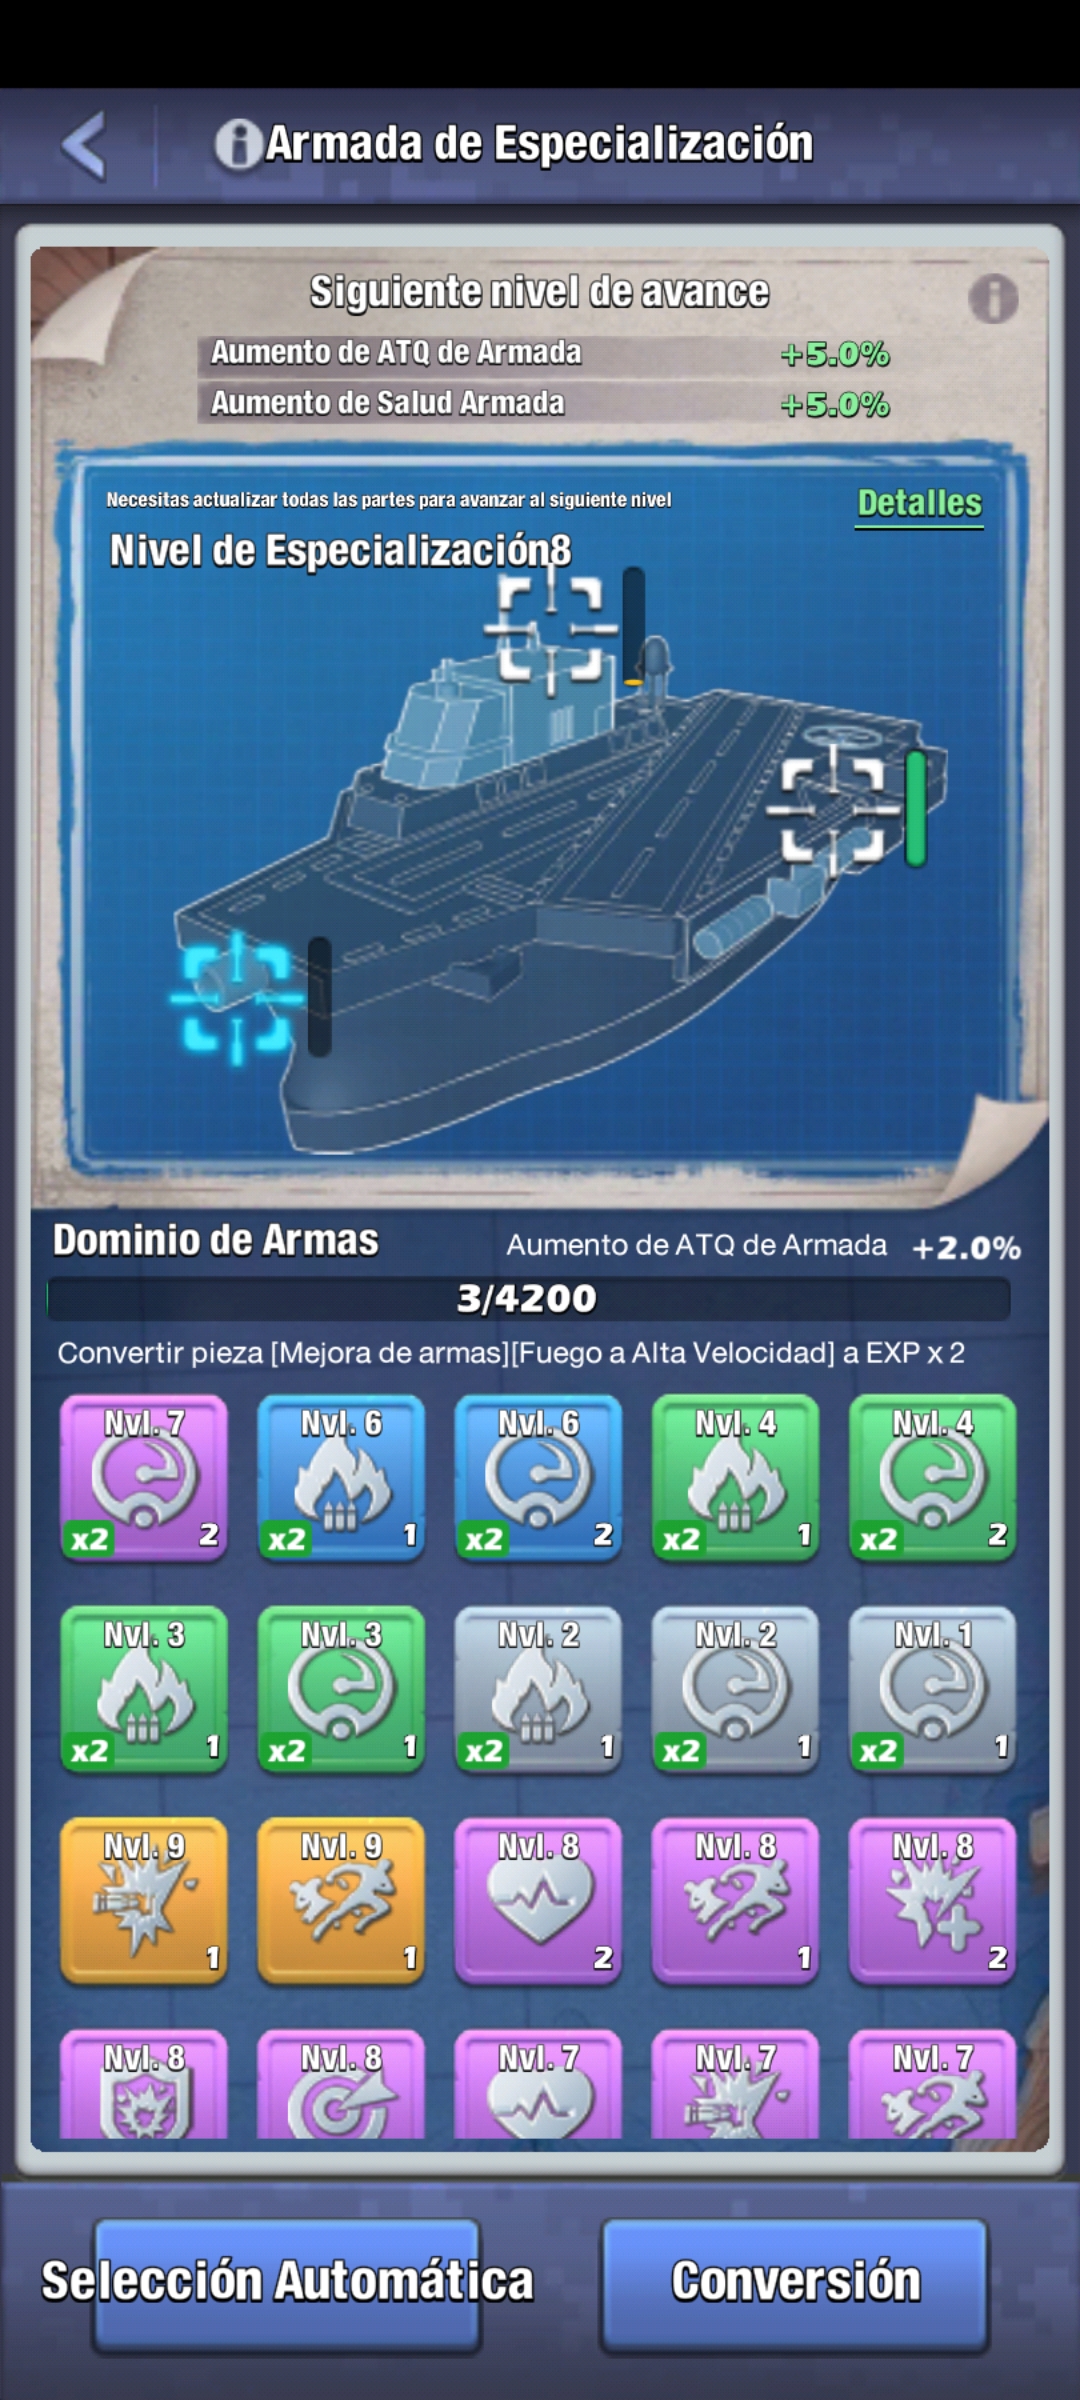 Armada de Especialización
Siguiente nivel de avance
Aumento de ATQ de Armada +5.0%
Aumento de Salud Armada +5.0%
Necesitas actualizar todas las partes para avanzar al siguiente nivel
Detalles
Nivel de Especialización8
Dominio de Armas Aumento de ATQ de Armada +2.0%
3/4200
Convertir pieza [Mejora de armas][Fuego a Alta Velocidad] a EXP x 2
Nvl. 7 Nvl. 6 Nvl. 6 Nvl. 4 Nvl. 4
x2 2 x2 1 x2 2 x2 1 x2 2
Nvl. 3 Nvl. 3 Nvl. 2 Nvl. 2 Nvl. 1
x2 1 x2 1 x2 1 x2 1 x2 1
Nvl. 9 Nvl. 9 Nvl. 8 Nvl. 8 Nvl. 8
1 1 2 1 2
Nvl. 8 Nvl. 8 Nvl. 7 Nvl. 7 Nvl. 7
Selección Automática Conversión